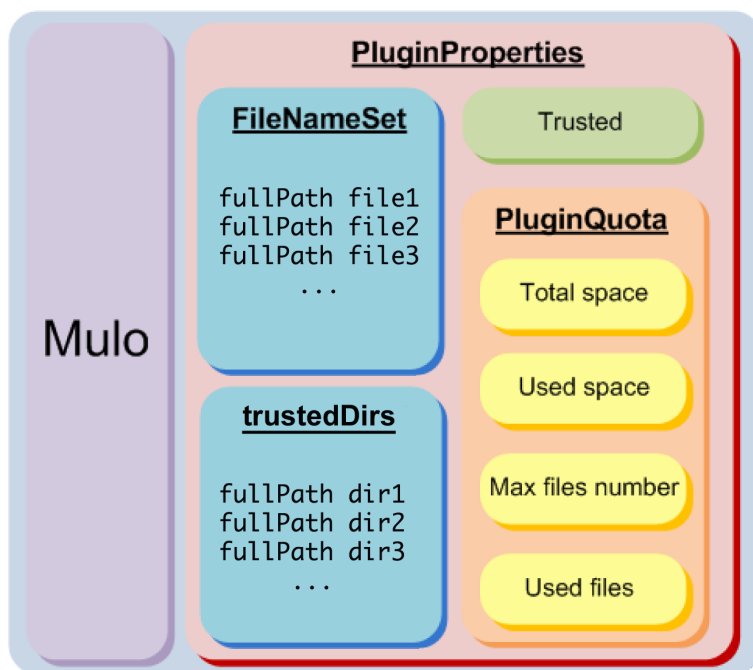 Mulo
PluginProperties
FileNameSet
fullPath file1
fullPath file2
fullPath file3
...
trustedDirs
fullPath dir1
fullPath dir2
fullPath dir3
...
Trusted
PluginQuota
Total space
Used space
Max files number
Used files